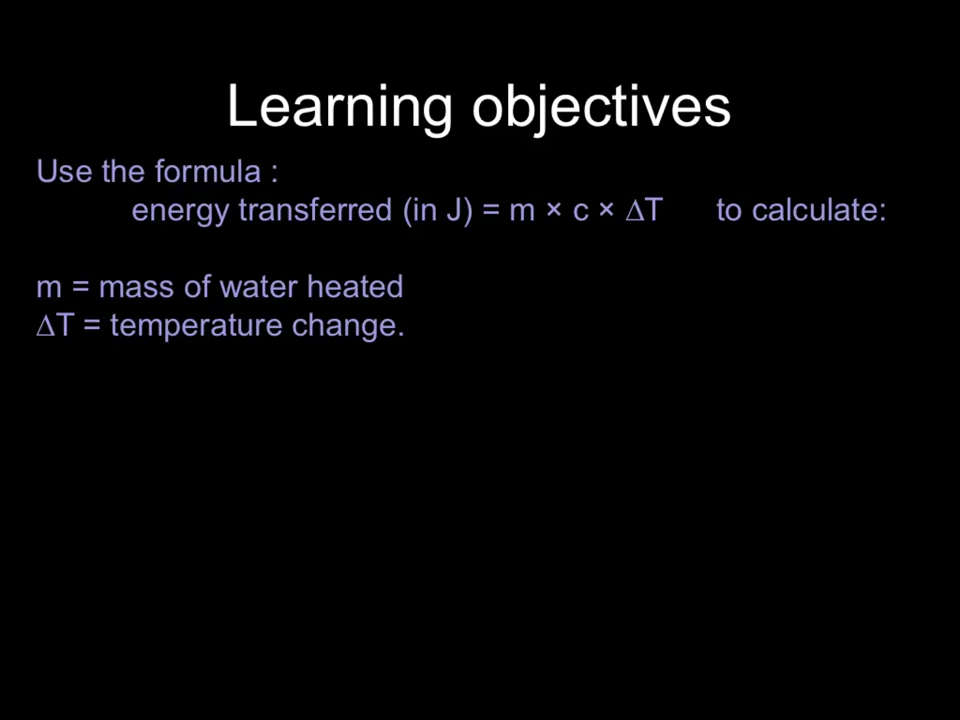 Learning objectives
Use the formula :
energy transferred (in J) = m × c × ∆T to calculate:
m = mass of water heated
∆T = temperature change.